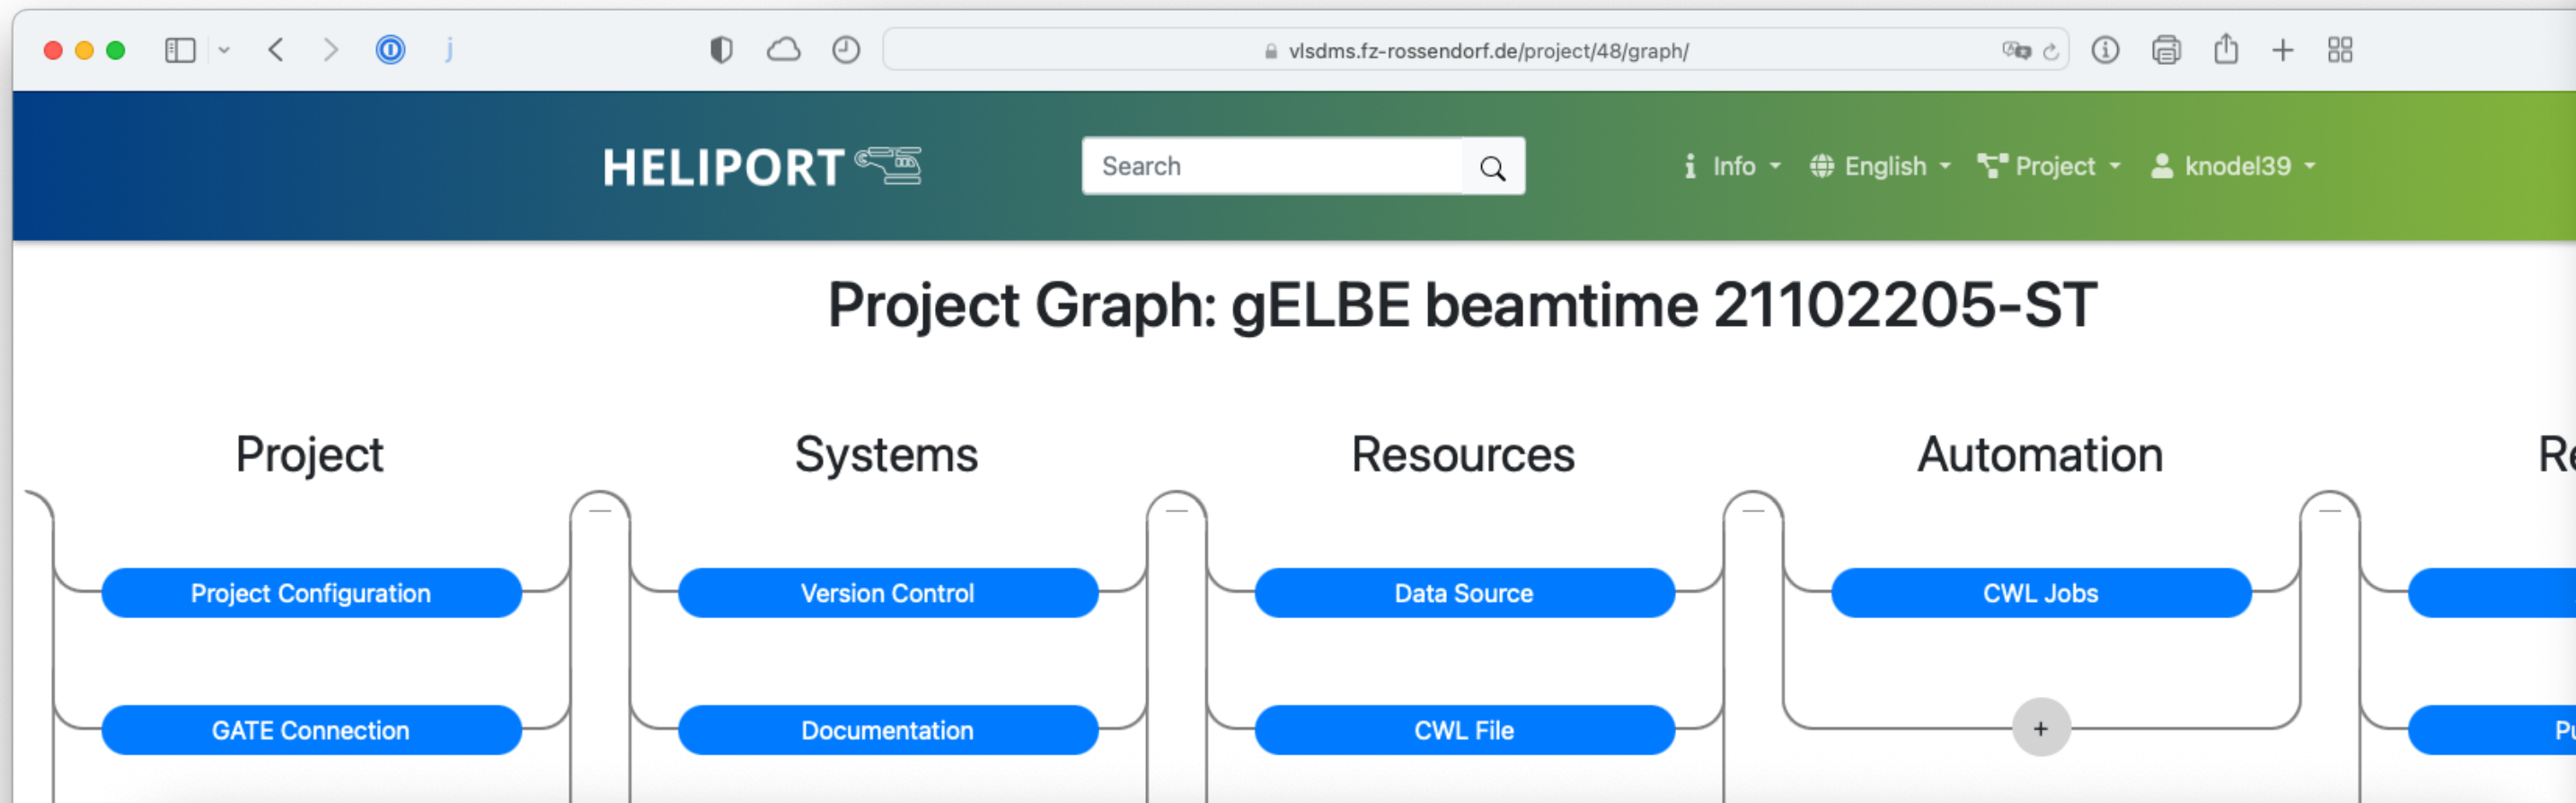 j
vlsdms.fz-rossendorf.de/project/48/graph/
HELIPORT
Search
Info
English
Project
knodel39
Project Graph: gELBE beamtime 21102205-ST
Project
Systems
Resources
Automation
Project Configuration
Version Control
Data Source
CWL Jobs
GATE Connection
Documentation
CWL File
+